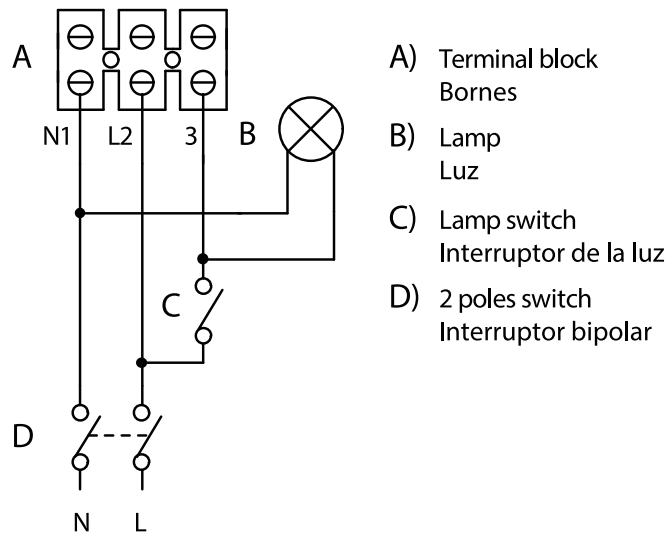 A
N1 L2 3 B
C
D
N L
A) Terminal block
Bornes
B) Lamp
Luz
C) Lamp switch
Interruptor de la luz
D) 2 poles switch
Interruptor bipolar